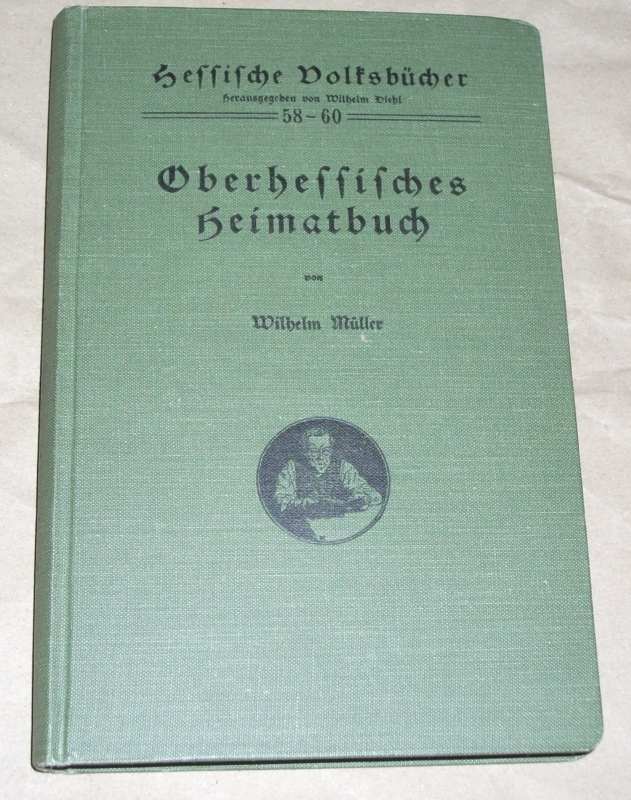 Heſſiſche Volksbücher
Herausgegeben von Wilhelm Diehl
58-60
Oberheſſiſches
Heimatbuch
von
Wilhelm Müller